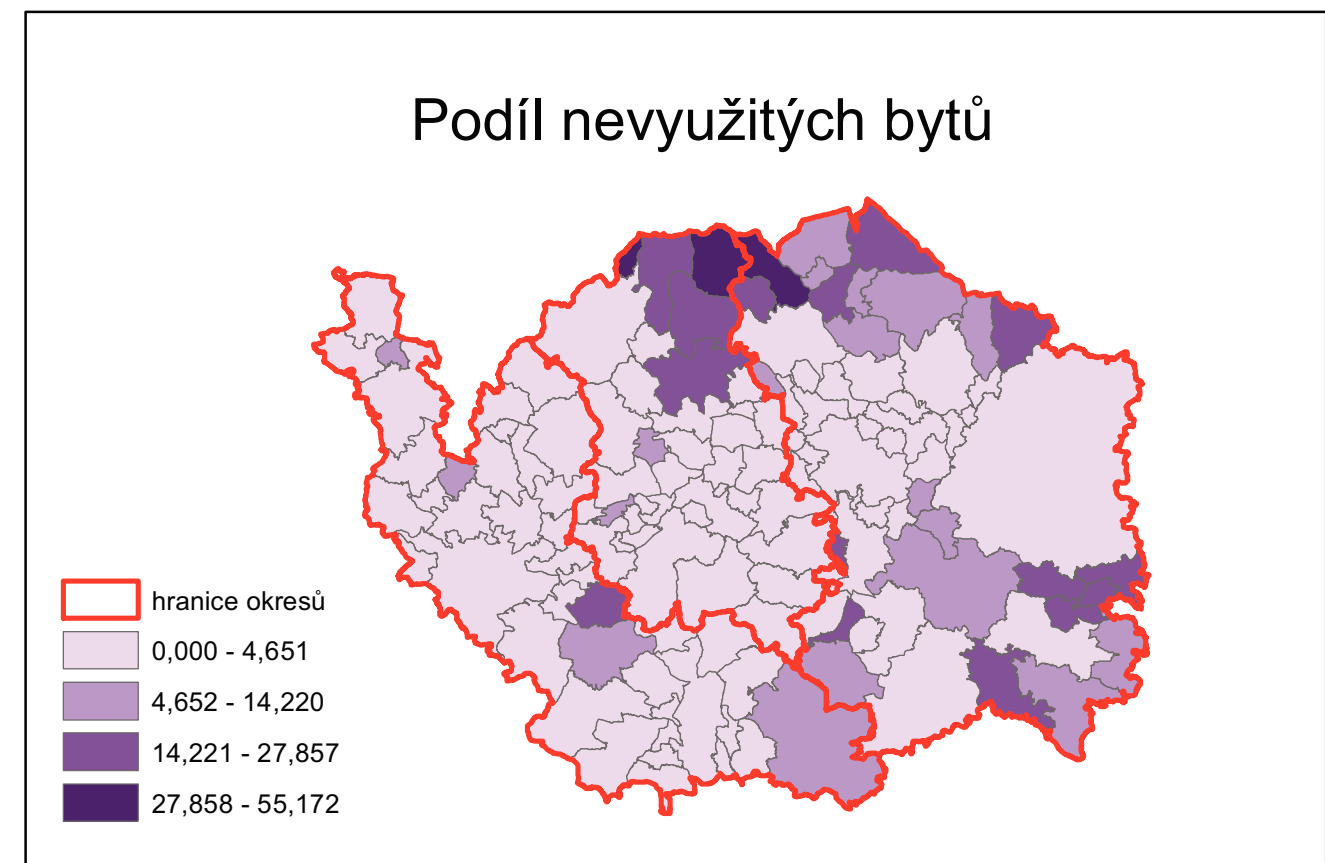 Podíl nevyužitých bytů
hranice okresů
0,000 - 4,651
4,652 - 14,220
14,221 - 27,857
27,858 - 55,172